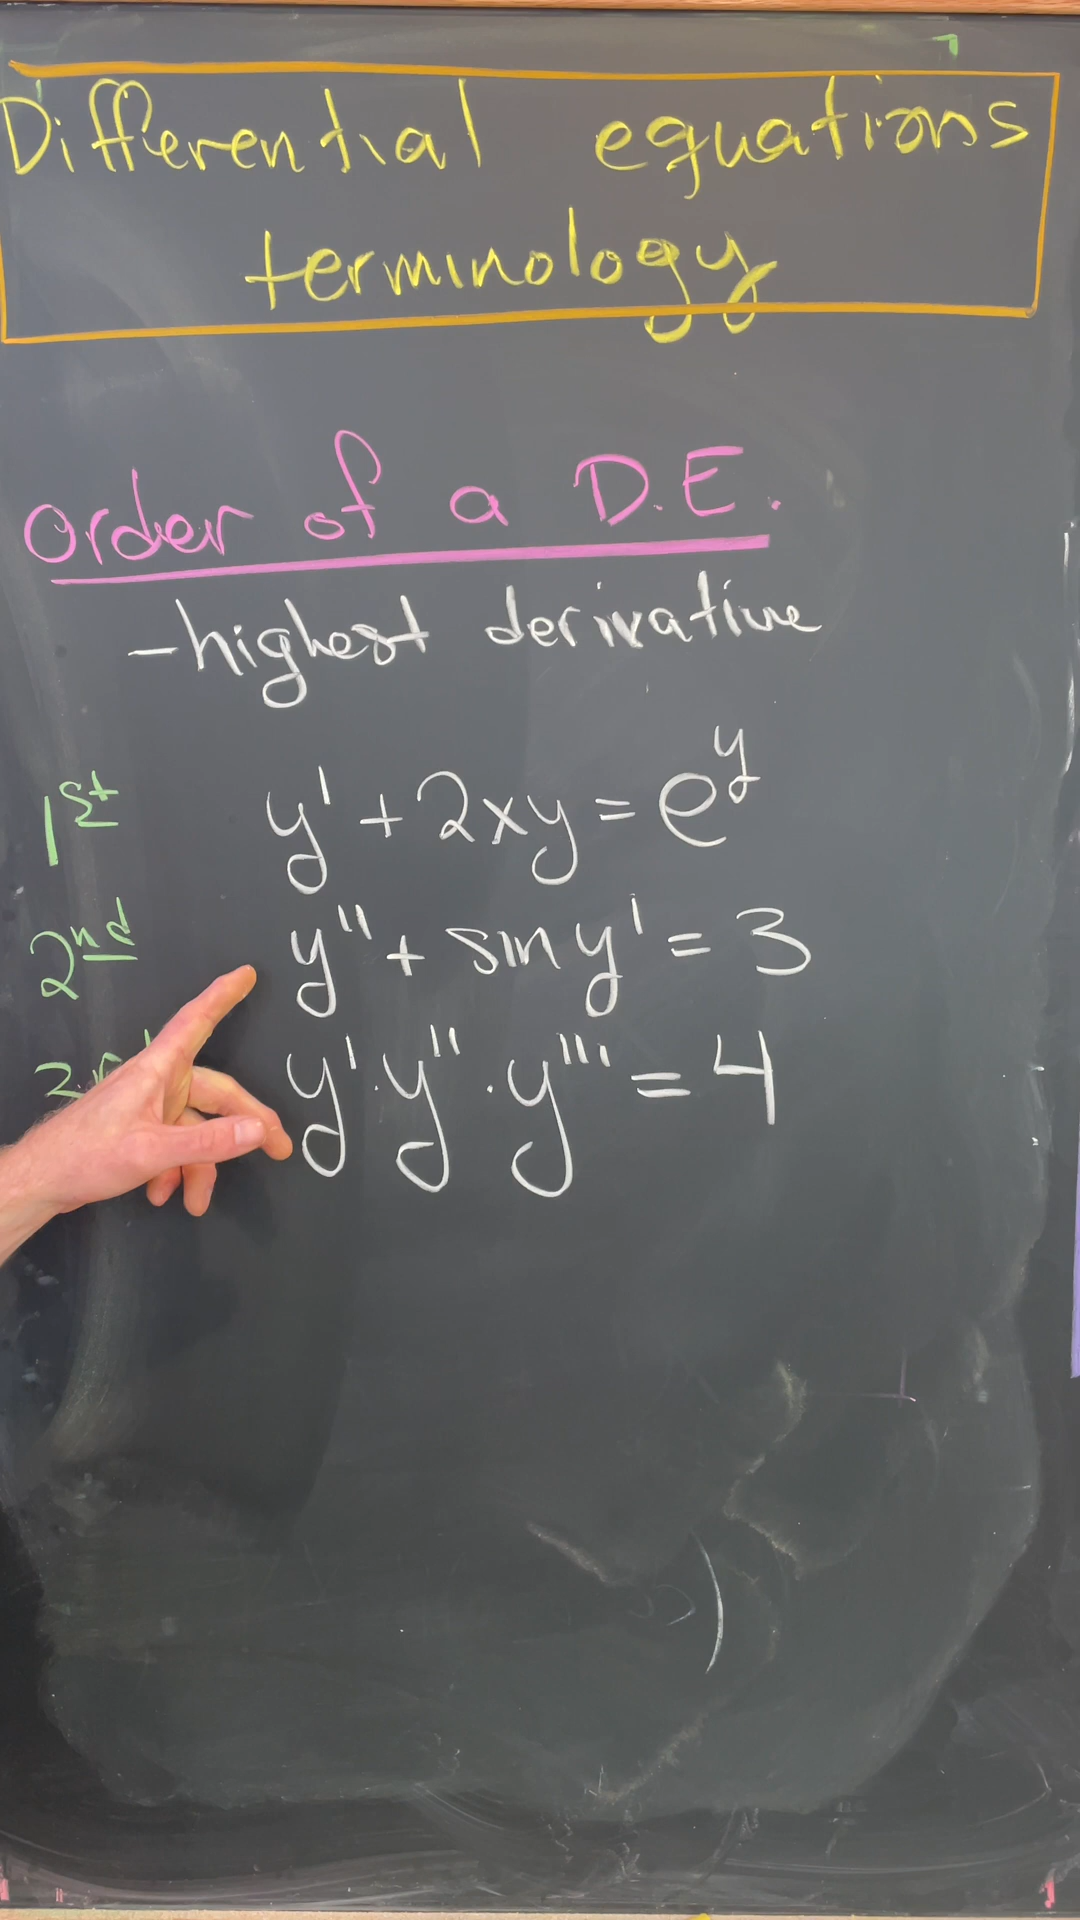 Differential equations
terminology
Order of a D.E.
-highest derivative
1st y' + 2xy = e^y
2nd y'' + sin y' = 3
y' · y'' · y''' = 4